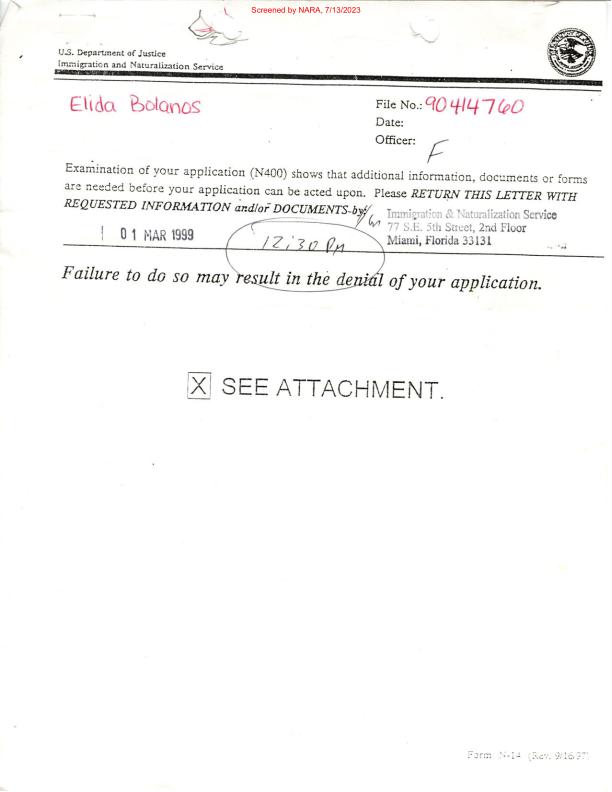 Screened by NARA, 7/13/2023
U.S. Department of Justice
Immigration and Naturalization Service
Elida Bolanos
File No.: 90414760
Date:
Officer: F
Examination of your application (N400) shows that additional information, documents or forms
are needed before your application can be acted upon. Please RETURN THIS LETTER WITH
REQUESTED INFORMATION and/or DOCUMENTS by
Immigration & Naturalization Service
77 S.E. 5th Street, 2nd Floor
Miami, Florida 33131
01 MAR 1999
12:30 PM
Failure to do so may result in the denial of your application.
X SEE ATTACHMENT.
Form N-14 (Rev. 9/16/97)